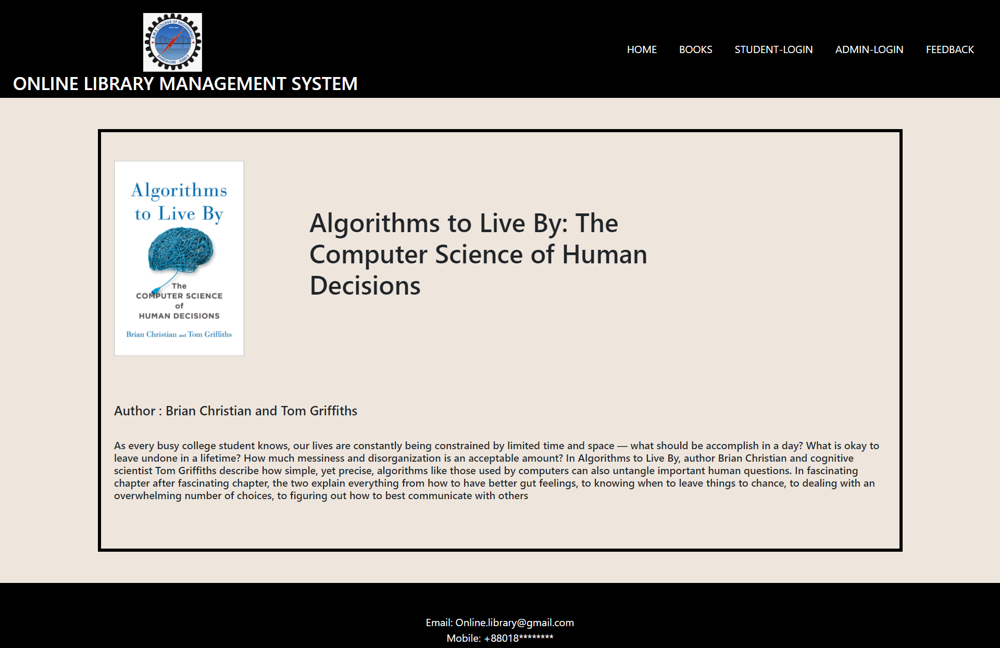 B.M.S. COLLEGE OF ENGINEERING
BANGALORE - 560019
ONLINE LIBRARY MANAGEMENT SYSTEM
HOME BOOKS STUDENT-LOGIN ADMIN-LOGIN FEEDBACK
Algorithms
to Live By
The
COMPUTER SCIENCE
of
HUMAN DECISIONS
Brian Christian and Tom Griffiths
Algorithms to Live By: The
Computer Science of Human
Decisions
Author : Brian Christian and Tom Griffiths
As every busy college student knows, our lives are constantly being constrained by limited time and space — what should be accomplish in a day? What is okay to
leave undone in a lifetime? How much messiness and disorganization is an acceptable amount? In Algorithms to Live By, author Brian Christian and cognitive
scientist Tom Griffiths describe how simple, yet precise, algorithms like those used by computers can also untangle important human questions. In fascinating
chapter after fascinating chapter, the two explain everything from how to have better gut feelings, to knowing when to leave things to chance, to dealing with an
overwhelming number of choices, to figuring out how to best communicate with others
Email: Online.library@gmail.com
Mobile: +88018********